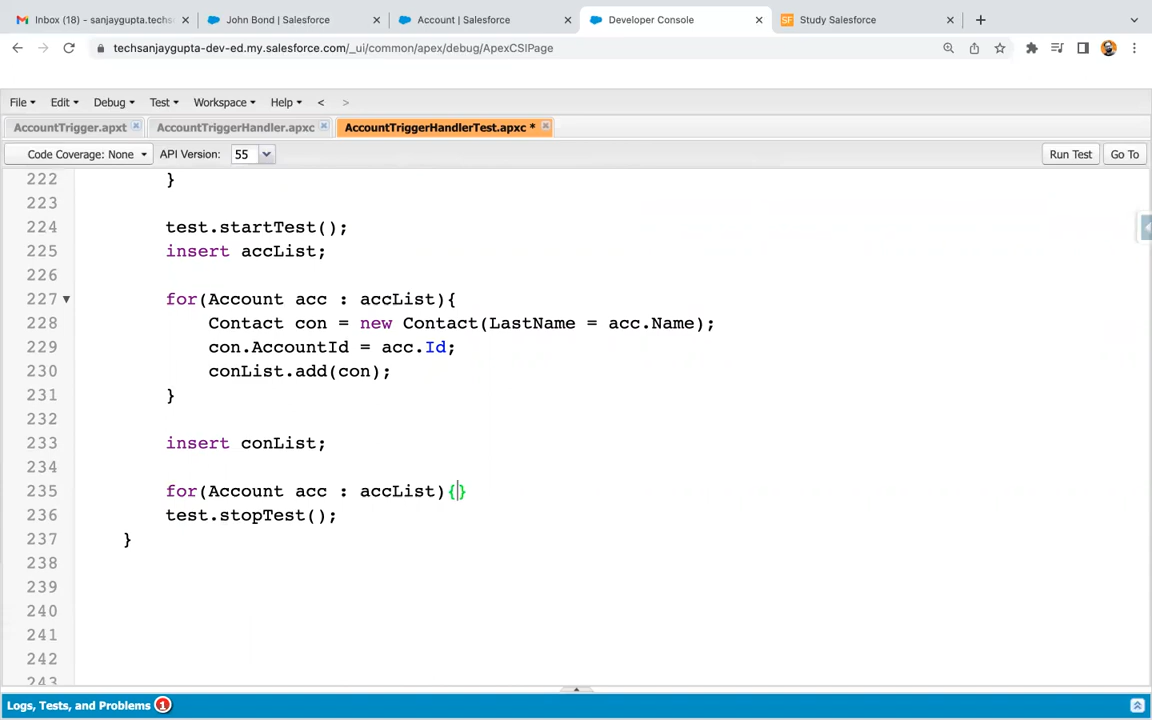 Inbox (18) - sanjaygupta.techs
John Bond | Salesforce
Account | Salesforce
Developer Console
Study Salesforce
techsanjaygupta-dev-ed.my.salesforce.com/_ui/common/apex/debug/ApexCSIPage
File Edit Debug Test Workspace Help < >
AccountTrigger.apxt
AccountTriggerHandler.apxc
AccountTriggerHandlerTest.apxc *
Code Coverage: None API Version: 55 Run Test Go To
222 }
223
224 test.startTest();
225 insert accList;
226
227 for(Account acc : accList){
228 Contact con = new Contact(LastName = acc.Name);
229 con.AccountId = acc.Id;
230 conList.add(con);
231 }
232
233 insert conList;
234
235 for(Account acc : accList){}
236 test.stopTest();
237 }
238
239
240
241
242
243
Logs, Tests, and Problems 1